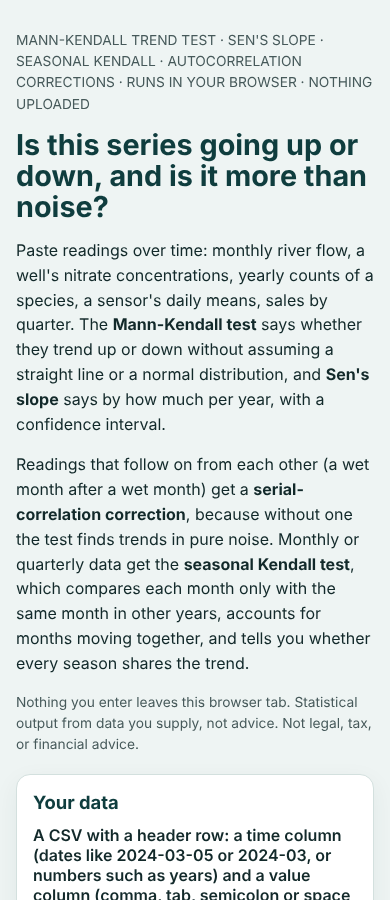 MANN-KENDALL TREND TEST · SEN'S SLOPE ·
SEASONAL KENDALL · AUTOCORRELATION
CORRECTIONS · RUNS IN YOUR BROWSER · NOTHING
UPLOADED
Is this series going up or
down, and is it more than
noise?
Paste readings over time: monthly river flow, a
well's nitrate concentrations, yearly counts of a
species, a sensor's daily means, sales by
quarter. The Mann-Kendall test says whether
they trend up or down without assuming a
straight line or a normal distribution, and Sen's
slope says by how much per year, with a
confidence interval.
Readings that follow on from each other (a wet
month after a wet month) get a serial-
correlation correction, because without one
the test finds trends in pure noise. Monthly or
quarterly data get the seasonal Kendall test,
which compares each month only with the
same month in other years, accounts for
months moving together, and tells you whether
every season shares the trend.
Nothing you enter leaves this browser tab. Statistical
output from data you supply, not advice. Not legal, tax,
or financial advice.
Your data
A CSV with a header row: a time column
(dates like 2024-03-05 or 2024-03, or
numbers such as years) and a value
column (comma, tab, semicolon or space